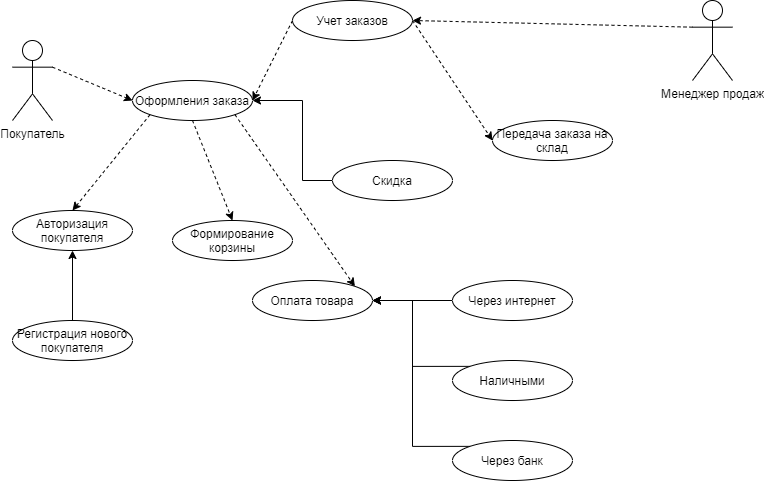 Учет заказов
Менеджер продаж
Покупатель
Оформления заказа
Передача заказа на
склад
Скидка
Авторизация
покупателя
Формирование
корзины
Оплата товара
Через интернет
Регистрация нового
покупателя
Наличными
Через банк